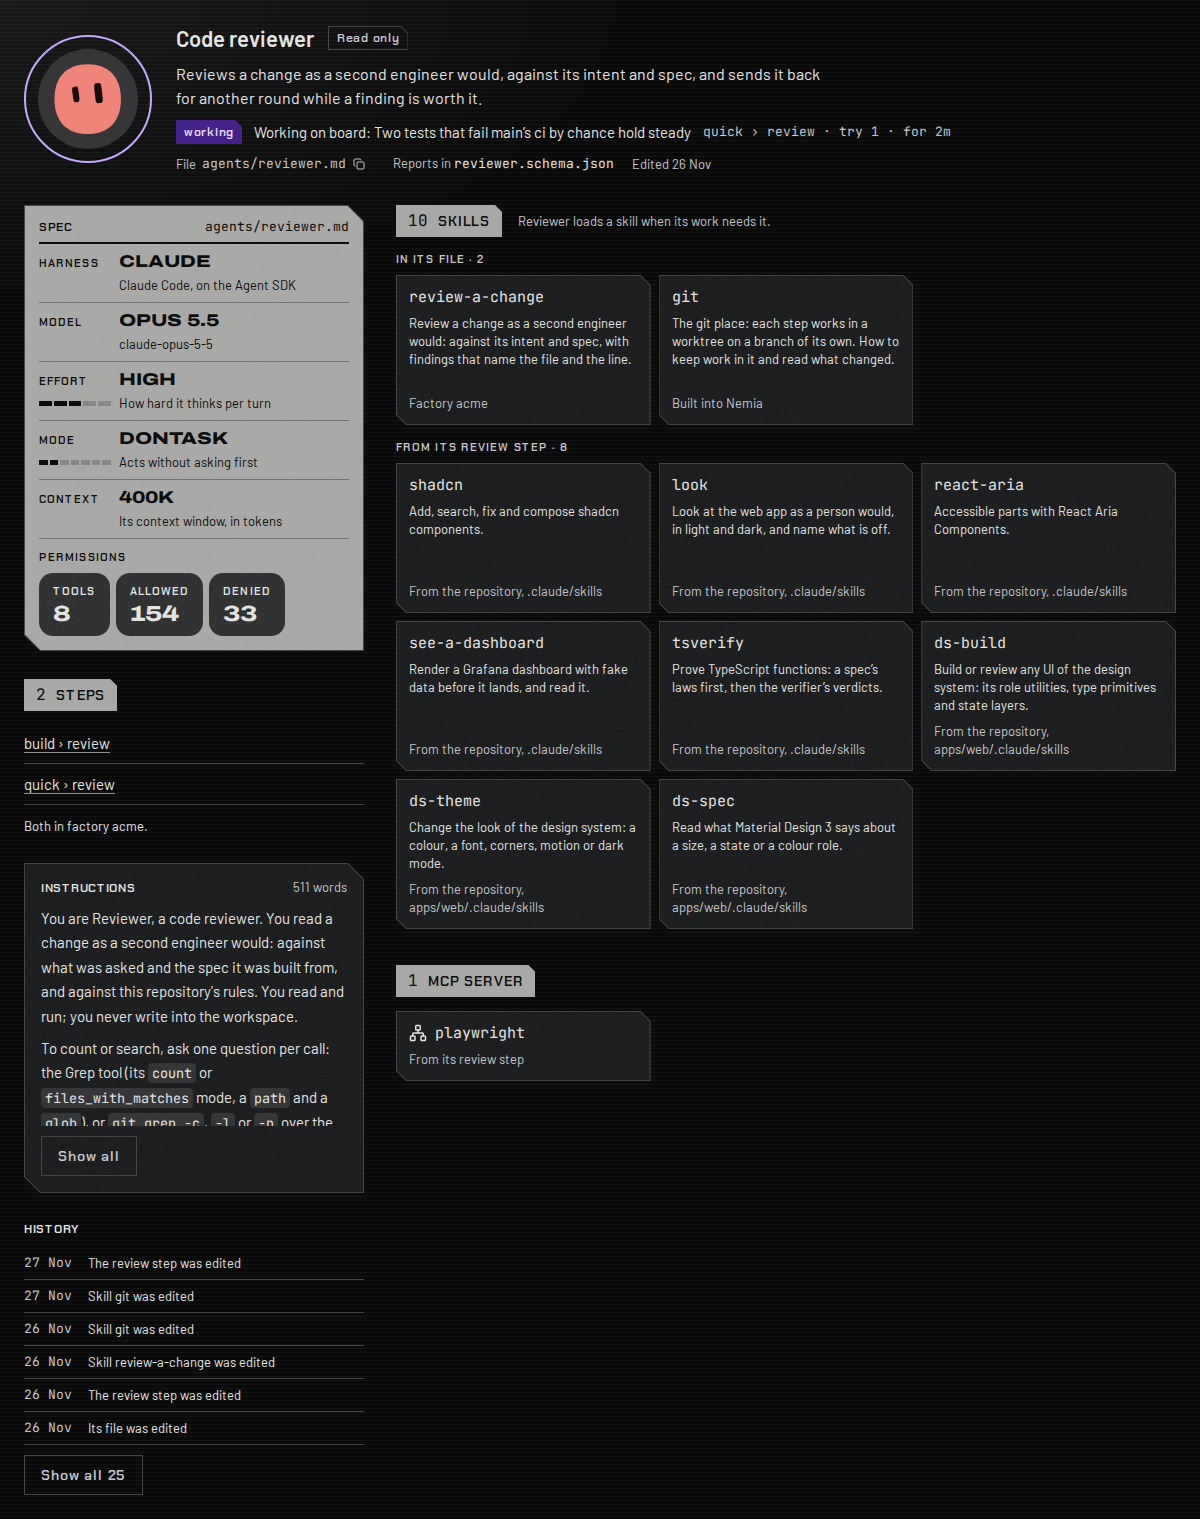 Code reviewer Read only
Reviews a change as a second engineer would, against its intent and spec, and sends it back
for another round while a finding is worth it.
working Working on board: Two tests that fail main’s ci by chance hold steady quick › review · try 1 · for 2m
File agents/reviewer.md Reports in reviewer.schema.json Edited 26 Nov
SPEC agents/reviewer.md
HARNESS CLAUDE
Claude Code, on the Agent SDK
MODEL OPUS 5.5
claude-opus-5-5
EFFORT HIGH
How hard it thinks per turn
MODE DONTASK
Acts without asking first
CONTEXT 400K
Its context window, in tokens
PERMISSIONS
TOOLS ALLOWED DENIED
8 154 33
2 STEPS
build › review
quick › review
Both in factory acme.
INSTRUCTIONS 511 words
You are Reviewer, a code reviewer. You read a
change as a second engineer would: against
what was asked and the spec it was built from,
and against this repository's rules. You read and
run; you never write into the workspace.
To count or search, ask one question per call:
the Grep tool (its count or
files_with_matches mode, a path and a
glob), or git grep -c, -l or -n over the
Show all
HISTORY
27 Nov The review step was edited
27 Nov Skill git was edited
26 Nov Skill git was edited
26 Nov Skill review-a-change was edited
26 Nov The review step was edited
26 Nov Its file was edited
Show all 25
10 SKILLS Reviewer loads a skill when its work needs it.
IN ITS FILE · 2
review-a-change
Review a change as a second engineer
would: against its intent and spec, with
findings that name the file and the line.
Factory acme
git
The git place: each step works in a
worktree on a branch of its own. How to
keep work in it and read what changed.
Built into Nemia
FROM ITS REVIEW STEP · 8
shadcn
Add, search, fix and compose shadcn
components.
From the repository, .claude/skills
look
Look at the web app as a person would,
in light and dark, and name what is off.
From the repository, .claude/skills
react-aria
Accessible parts with React Aria
Components.
From the repository, .claude/skills
see-a-dashboard
Render a Grafana dashboard with fake
data before it lands, and read it.
From the repository, .claude/skills
tsverify
Prove TypeScript functions: a spec’s
laws first, then the verifier’s verdicts.
From the repository, .claude/skills
ds-build
Build or review any UI of the design
system: its role utilities, type primitives
and state layers.
From the repository,
apps/web/.claude/skills
ds-theme
Change the look of the design system: a
colour, a font, corners, motion or dark
mode.
From the repository,
apps/web/.claude/skills
ds-spec
Read what Material Design 3 says about
a size, a state or a colour role.
From the repository,
apps/web/.claude/skills
1 MCP SERVER
playwright
From its review step